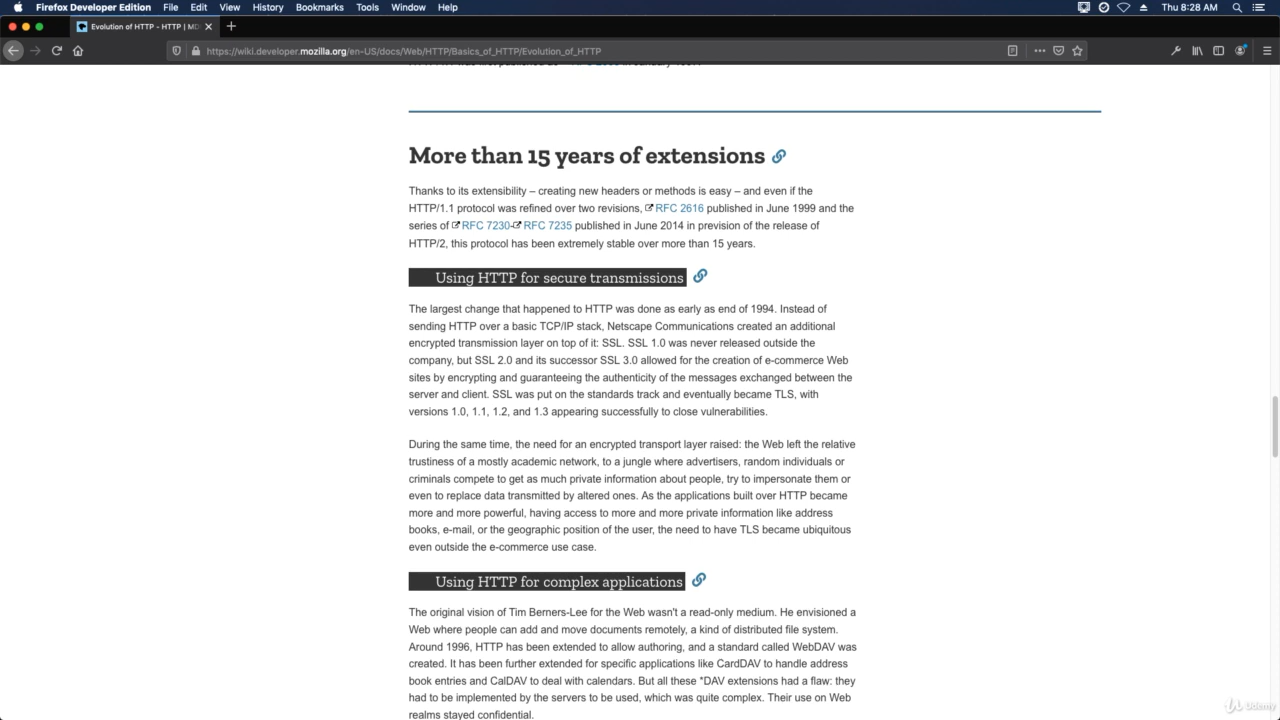 Firefox Developer Edition File Edit View History Bookmarks Tools Window Help Thu 8:28 AM
Evolution of HTTP - HTTP | MD
https://wiki.developer.mozilla.org/en-US/docs/Web/HTTP/Basics_of_HTTP/Evolution_of_HTTP
More than 15 years of extensions
Thanks to its extensibility – creating new headers or methods is easy – and even if the
HTTP/1.1 protocol was refined over two revisions, RFC 2616 published in June 1999 and the
series of RFC 7230- RFC 7235 published in June 2014 in prevision of the release of
HTTP/2, this protocol has been extremely stable over more than 15 years.
Using HTTP for secure transmissions
The largest change that happened to HTTP was done as early as end of 1994. Instead of
sending HTTP over a basic TCP/IP stack, Netscape Communications created an additional
encrypted transmission layer on top of it: SSL. SSL 1.0 was never released outside the
company, but SSL 2.0 and its successor SSL 3.0 allowed for the creation of e-commerce Web
sites by encrypting and guaranteeing the authenticity of the messages exchanged between the
server and client. SSL was put on the standards track and eventually became TLS, with
versions 1.0, 1.1, 1.2, and 1.3 appearing successfully to close vulnerabilities.
During the same time, the need for an encrypted transport layer raised: the Web left the relative
trustiness of a mostly academic network, to a jungle where advertisers, random individuals or
criminals compete to get as much private information about people, try to impersonate them or
even to replace data transmitted by altered ones. As the applications built over HTTP became
more and more powerful, having access to more and more private information like address
books, e-mail, or the geographic position of the user, the need to have TLS became ubiquitous
even outside the e-commerce use case.
Using HTTP for complex applications
The original vision of Tim Berners-Lee for the Web wasn't a read-only medium. He envisioned a
Web where people can add and move documents remotely, a kind of distributed file system.
Around 1996, HTTP has been extended to allow authoring, and a standard called WebDAV was
created. It has been further extended for specific applications like CardDAV to handle address
book entries and CalDAV to deal with calendars. But all these *DAV extensions had a flaw: they
had to be implemented by the servers to be used, which was quite complex. Their use on Web
realms stayed confidential.
Udemy